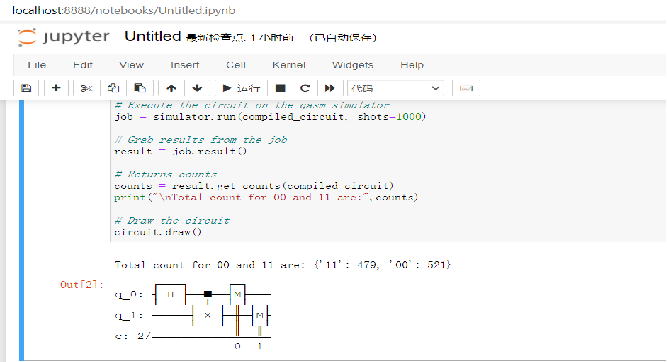 localhost:8888/notebooks/Untitled.ipynb
jupyter Untitled 最新检查点: 1小时前 (已自动保存)
File Edit View Insert Cell Kernel Widgets Help
运行 代码
# Execute the circuit on the qasm simulator
job = simulator.run(compiled_circuit, shots=1000)
# Grab results from the job
result = job.result()
# Returns counts
counts = result.get_counts(compiled_circuit)
print("\nTotal count for 00 and 11 are:",counts)
# Draw the circuit
circuit.draw()
Total count for 00 and 11 are: {'11': 479, '00': 521}
Out[2]:
q_0: H M
q_1: X M
c: 2/
0 1